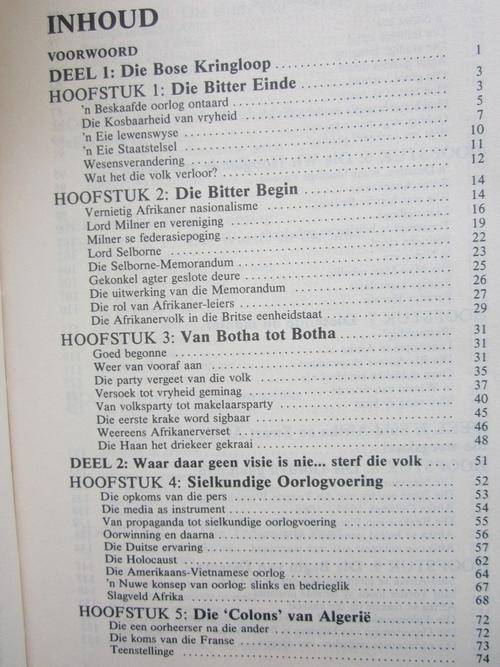 INHOUD
VOORWOORD
DEEL 1: Die Bose Kringloop ........ 1
HOOFSTUK 1: Die Bitter Einde ........ 3
'n Beskaafde oorlog ontaard ........ 3
Die Kosbaarheid van vryheid ........ 5
'n Eie lewenswyse ........ 7
'n Eie Staatstelsel ........ 10
Wesensverandering ........ 11
Wat het die volk verloor? ........ 12
HOOFSTUK 2: Die Bitter Begin ........ 14
Vernietig Afrikaner nasionalisme ........ 14
Lord Milner en vereniging ........ 16
Milner se federasiepoging ........ 19
Lord Selborne ........ 22
Die Selborne-Memorandum ........ 23
Gekonkel agter geslote deure ........ 25
Die uitwerking van die Memorandum ........ 26
Die rol van Afrikaner-leiers ........ 27
Die Afrikanervolk in die Britse eenheidstaat ........ 29
HOOFSTUK 3: Van Botha tot Botha ........ 31
Goed begonne ........ 31
Weer van vooraf aan ........ 31
Die party vergeet van die volk ........ 35
Versoek tot vryheid geminag ........ 37
Van volksparty tot makelaarsparty ........ 40
Die eerste krake word sigbaar ........ 45
Weereens Afrikanerverset ........ 46
Die Haan het driekeer gekraai ........ 48
DEEL 2: Waar daar geen visie is nie... sterf die volk .... 51
HOOFSTUK 4: Sielkundige Oorlogvoering ........ 52
Die opkoms van die pers ........ 53
Die media as instrument ........ 54
Van propaganda tot sielkundige oorlogvoering ........ 55
Oorwinning en daarna ........ 56
Die Duitse ervaring ........ 57
Die Holocaust ........ 62
Die Amerikaans-Vietnamese oorlog ........ 64
'n Nuwe konsep van oorlog: slinks en bedrieglik ........ 67
Slagveld Afrika ........ 68
HOOFSTUK 5: Die 'Colons' van Algerië ........ 72
Die een oorheerser na die ander ........ 72
Die koms van die Franse ........ 73
Teenstellinge ........ 74